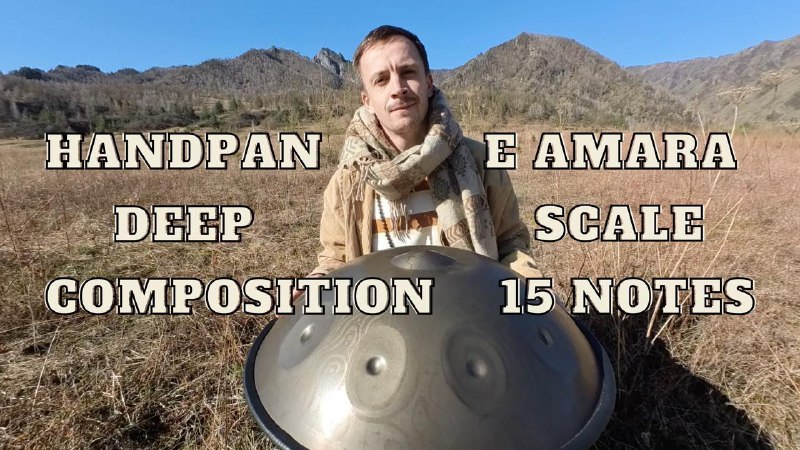 HANDPAN
DEEP
COMPOSITION
E AMARA
SCALE
15 NOTES